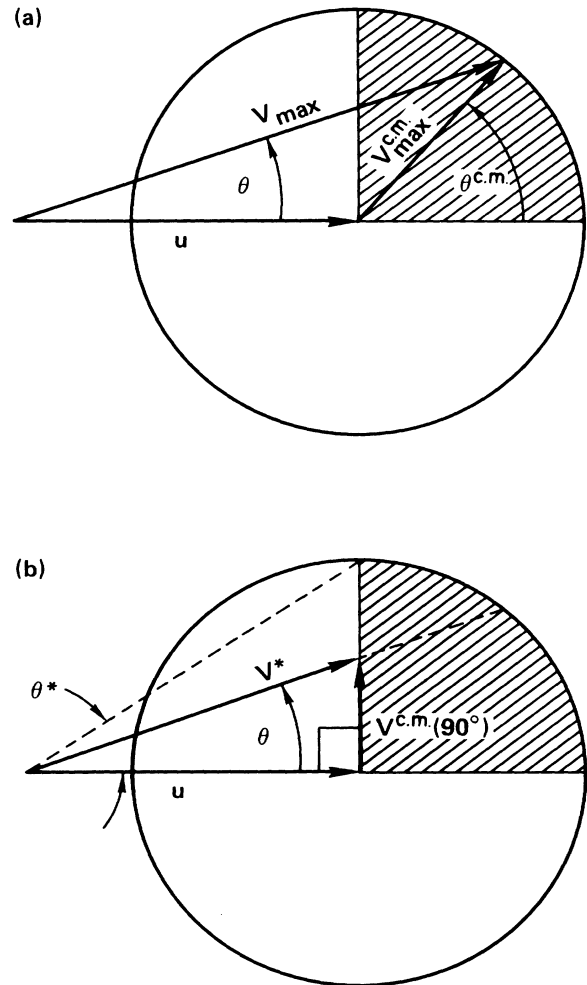 (a)
V max
V c.m. max
θ
θ c.m.
u
(b)
θ*
V*
θ
V c.m. (90°)
u